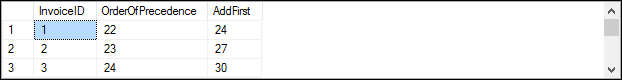 InvoiceID OrderOfPrecedence AddFirst
1 1 22 24
2 2 23 27
3 3 24 30